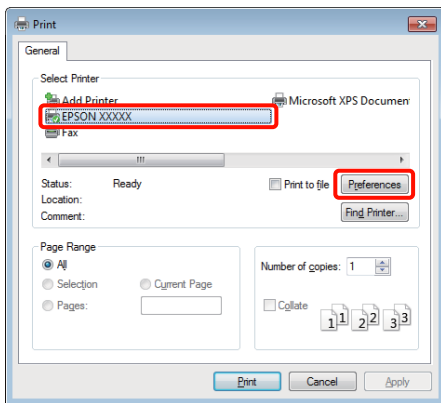 Print
General
Select Printer
Add Printer
Microsoft XPS Documen
EPSON XXXXX
Fax
Status: Ready
Print to file
Preferences
Location:
Comment:
Find Printer...
Page Range
All
Selection
Current Page
Pages:
Number of copies: 1
Collate
1 1 2 2 3 3
Print
Cancel
Apply